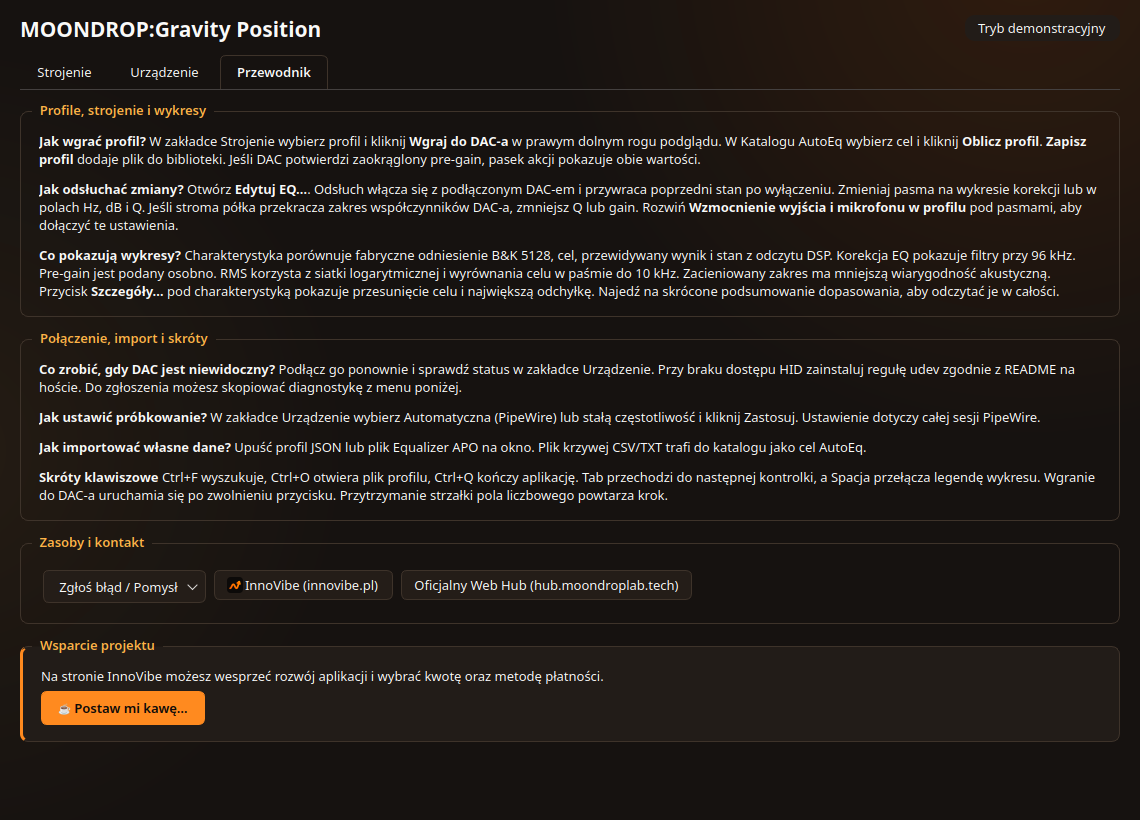 MOONDROP:Gravity Position
Tryb demonstracyjny
Strojenie
Urządzenie
Przewodnik
Profile, strojenie i wykresy
Jak wgrać profil? W zakładce Strojenie wybierz profil i kliknij Wgraj do DAC-a w prawym dolnym rogu podglądu. W Katalogu AutoEq wybierz cel i kliknij Oblicz profil. Zapisz
profil dodaje plik do biblioteki. Jeśli DAC potwierdzi zaokrąglony pre-gain, pasek akcji pokazuje obie wartości.
Jak odsłuchać zmiany? Otwórz Edytuj EQ.... Odsłuch włącza się z podłączonym DAC-em i przywraca poprzedni stan po wyłączeniu. Zmieniaj pasma na wykresie korekcji lub w
polach Hz, dB i Q. Jeśli stroma półka przekracza zakres współczynników DAC-a, zmniejsz Q lub gain. Rozwiń Wzmocnienie wyjścia i mikrofonu w profilu pod pasmami, aby
dołączyć te ustawienia.
Co pokazują wykresy? Charakterystyka porównuje fabryczne odniesienie B&K 5128, cel, przewidywany wynik i stan z odczytu DSP. Korekcja EQ pokazuje filtry przy 96 kHz.
Pre-gain jest podany osobno. RMS korzysta z siatki logarytmicznej i wyrównania celu w paśmie do 10 kHz. Zacieniowany zakres ma mniejszą wiarygodność akustyczną.
Przycisk Szczegóły... pod charakterystyką pokazuje przesunięcie celu i największą odchyłkę. Najedź na skrócone podsumowanie dopasowania, aby odczytać je w całości.
Połączenie, import i skróty
Co zrobić, gdy DAC jest niewidoczny? Podłącz go ponownie i sprawdź status w zakładce Urządzenie. Przy braku dostępu HID zainstaluj regułę udev zgodnie z README na
hoście. Do zgłoszenia możesz skopiować diagnostykę z menu poniżej.
Jak ustawić próbkowanie? W zakładce Urządzenie wybierz Automatyczna (PipeWire) lub stałą częstotliwość i kliknij Zastosuj. Ustawienie dotyczy całej sesji PipeWire.
Jak importować własne dane? Upuść profil JSON lub plik Equalizer APO na okno. Plik krzywej CSV/TXT trafi do katalogu jako cel AutoEq.
Skróty klawiszowe Ctrl+F wyszukuje, Ctrl+O otwiera plik profilu, Ctrl+Q kończy aplikację. Tab przechodzi do następnej kontrolki, a Spacja przełącza legendę wykresu. Wgranie
do DAC-a uruchamia się po zwolnieniu przycisku. Przytrzymanie strzałki pola liczbowego powtarza krok.
Zasoby i kontakt
Zgłoś błąd / Pomysł
InnoVibe (innovibe.pl)
Oficjalny Web Hub (hub.moondroplab.tech)
Wsparcie projektu
Na stronie InnoVibe możesz wesprzeć rozwój aplikacji i wybrać kwotę oraz metodę płatności.
☕ Postaw mi kawę...